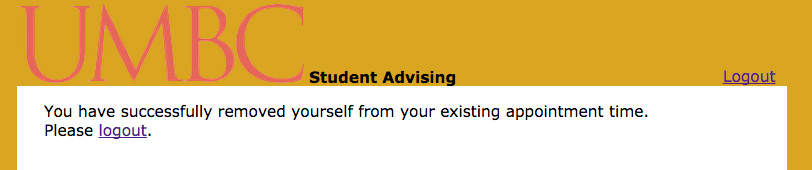 UMBC Student Advising
Logout
You have successfully removed yourself from your existing appointment time.
Please logout.